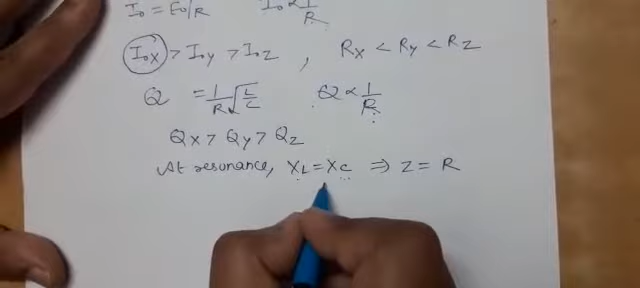 I₀ = E₀/R    I₀ ∝ 1/R
I₀X > I₀Y > I₀Z , RX < RY < RZ
Q = 1/R √L/C    Q ∝ 1/R
QX > QY > QZ
At resonance, XL = XC ⇒ Z = R